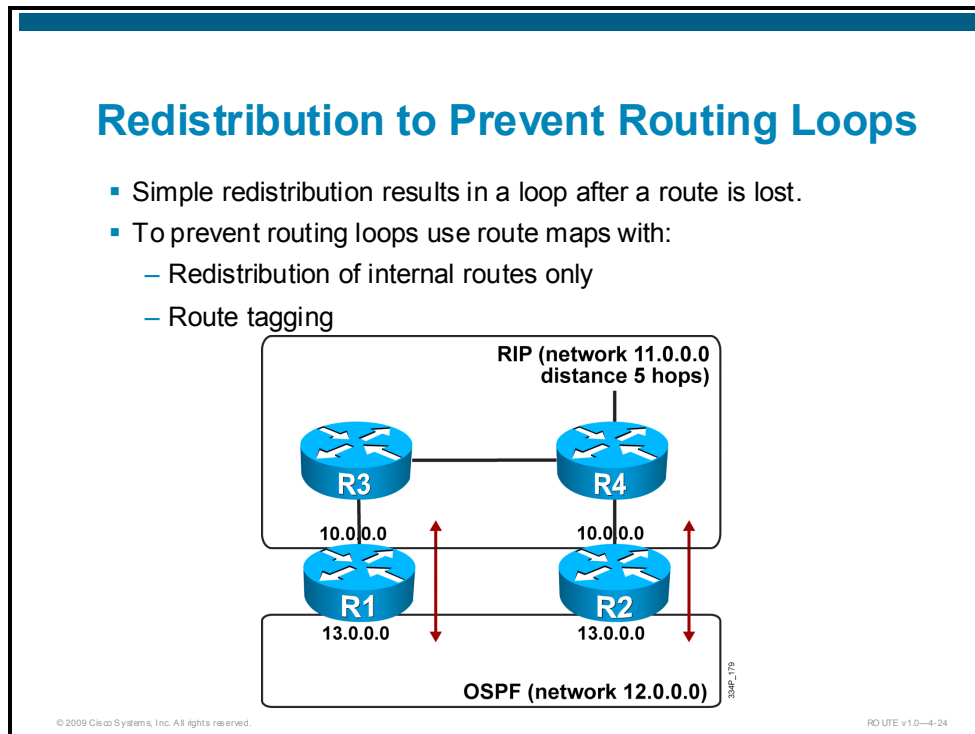 Redistribution to Prevent Routing Loops
Simple redistribution results in a loop after a route is lost.
To prevent routing loops use route maps with:
– Redistribution of internal routes only
– Route tagging
RIP (network 11.0.0.0
distance 5 hops)
R3
R4
10.0.0.0
10.0.0.0
R1
R2
13.0.0.0
13.0.0.0
OSPF (network 12.0.0.0)
334P_179
© 2009 Cisco Systems, Inc. All rights reserved.
ROUTE v1.0—4-24